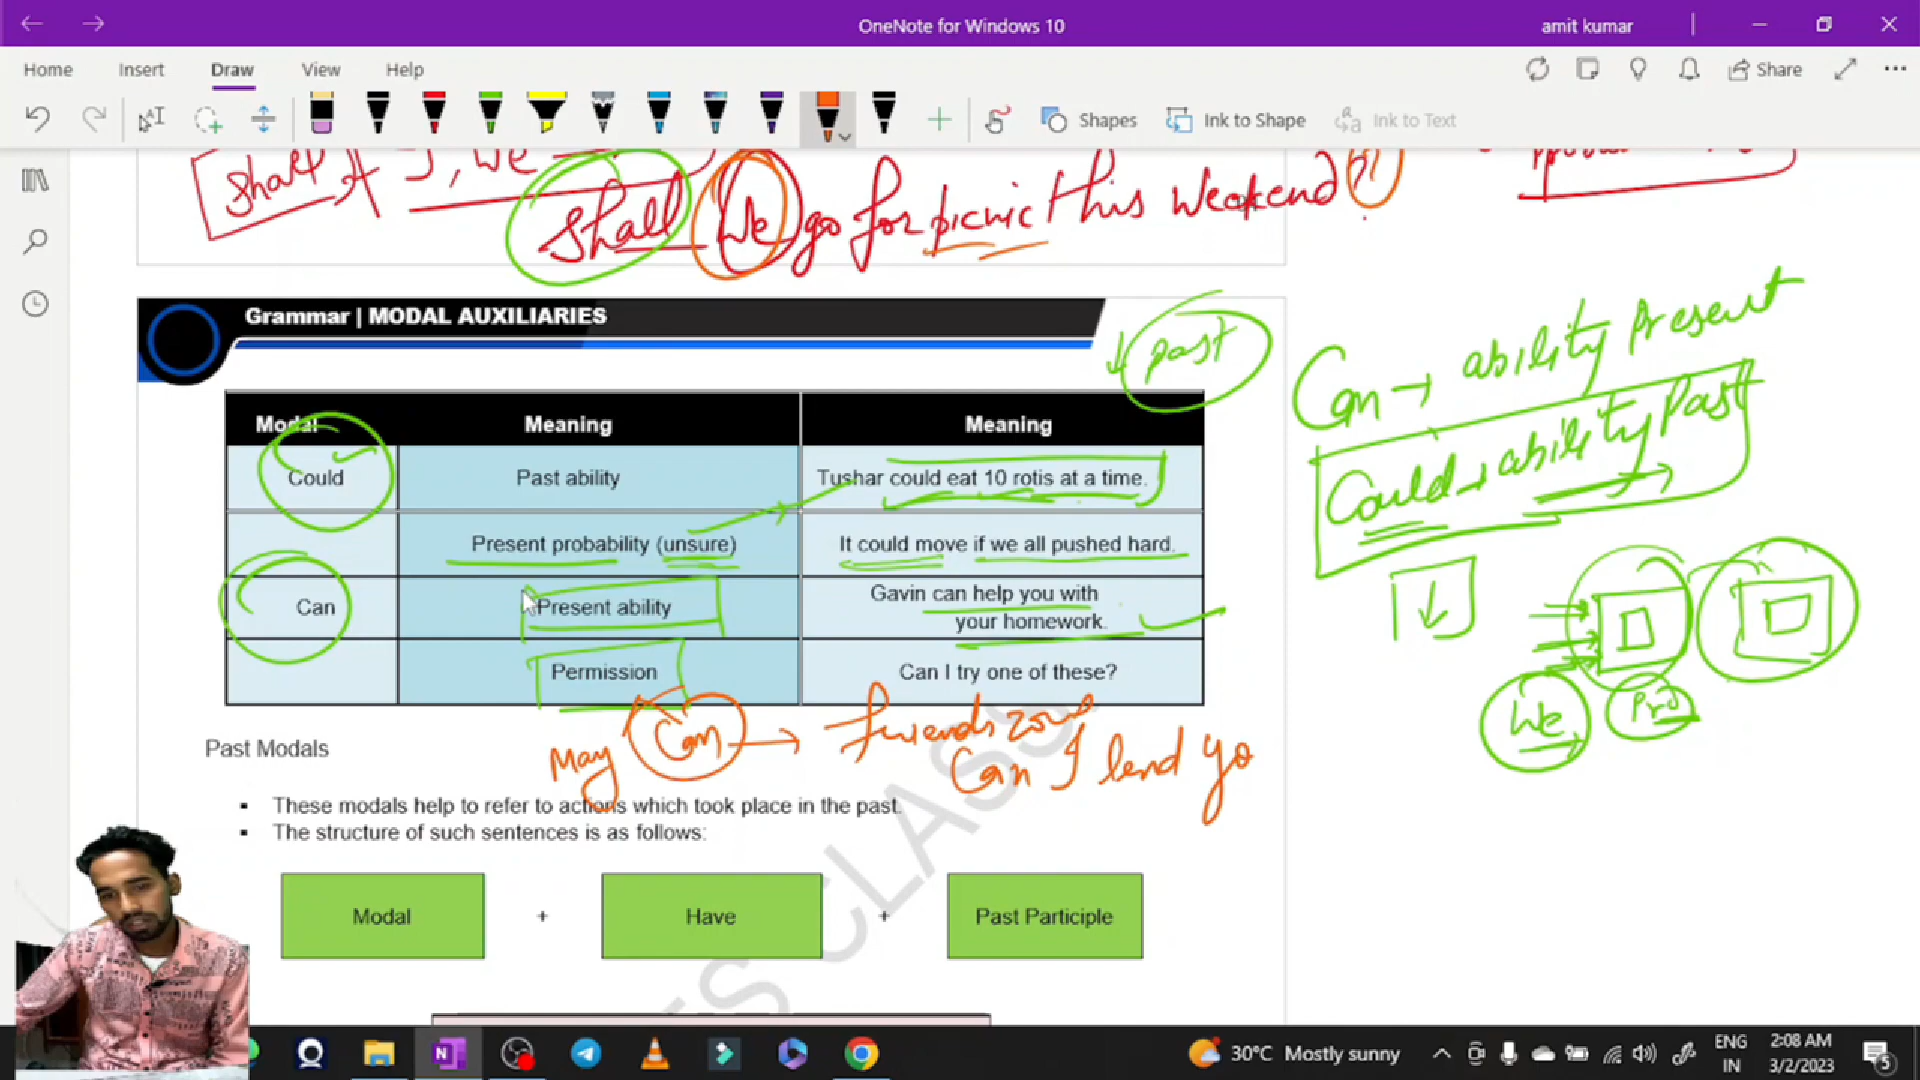 OneNote for Windows 10
amit kumar
Home Insert Draw View Help
Share
Shapes
Ink to Shape
Ink to Text
Shall I, We
Shall We go for picnic this weekend?
Grammar | MODAL AUXILIARIES
Past
Can → ability Present
Could → ability Past
Modal Meaning Meaning
Could Past ability Tushar could eat 10 rotis at a time.
Present probability (unsure) It could move if we all pushed hard.
Can Present ability Gavin can help you with
your homework.
Permission Can I try one of these?
We
May Can → friends zone
Can I lend yo
Past Modals
▪ These modals help to refer to actions which took place in the past.
▪ The structure of such sentences is as follows:
Modal + Have + Past Participle
30°C Mostly sunny
ENG
IN
2:08 AM
3/2/2023
5